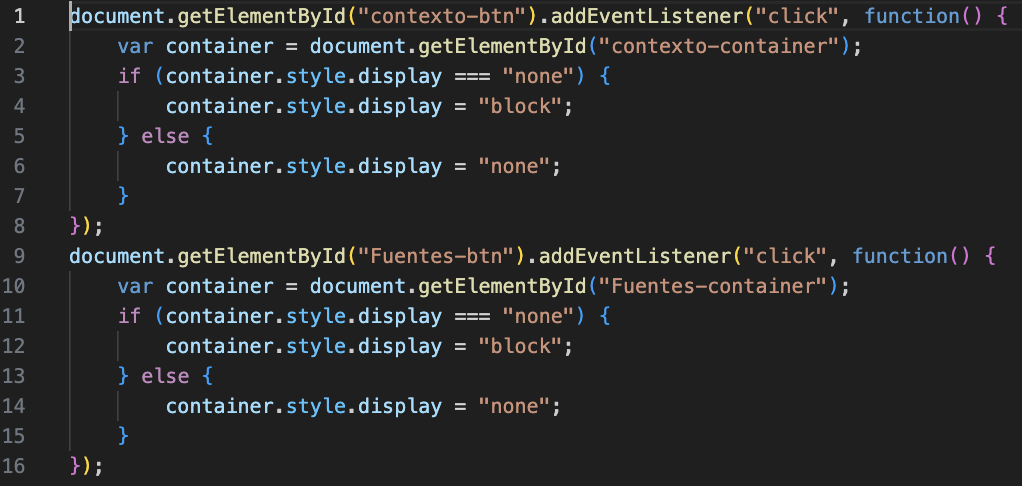 1 document.getElementById("contexto-btn").addEventListener("click", function() {
2     var container = document.getElementById("contexto-container");
3     if (container.style.display === "none") {
4         container.style.display = "block";
5     } else {
6         container.style.display = "none";
7     }
8 });
9 document.getElementById("Fuentes-btn").addEventListener("click", function() {
10     var container = document.getElementById("Fuentes-container");
11     if (container.style.display === "none") {
12         container.style.display = "block";
13     } else {
14         container.style.display = "none";
15     }
16 });